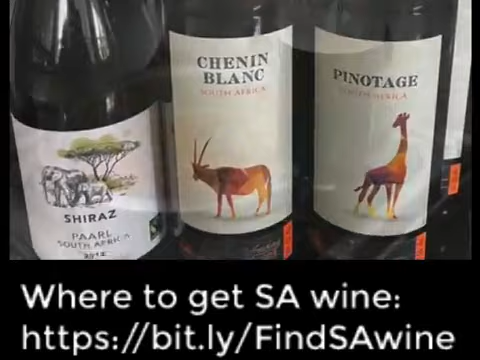 SHIRAZ
PAARL
SOUTH AFRICA
2012
CHENIN
BLANC
SOUTH AFRICA
PINOTAGE
SOUTH AFRICA
Where to get SA wine:
https://bit.ly/FindSAwine